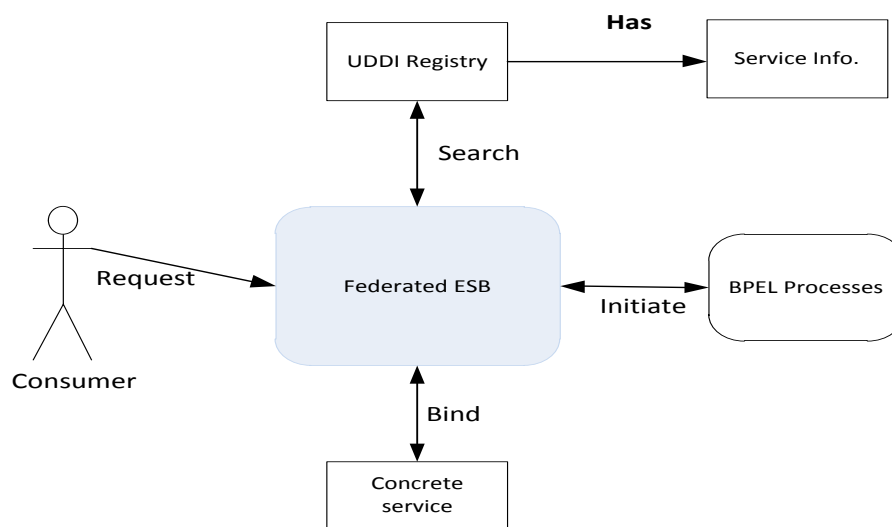 Has
UDDI Registry
Service Info.
Search
Request
Federated ESB
BPEL Processes
Initiate
Consumer
Bind
Concrete
service